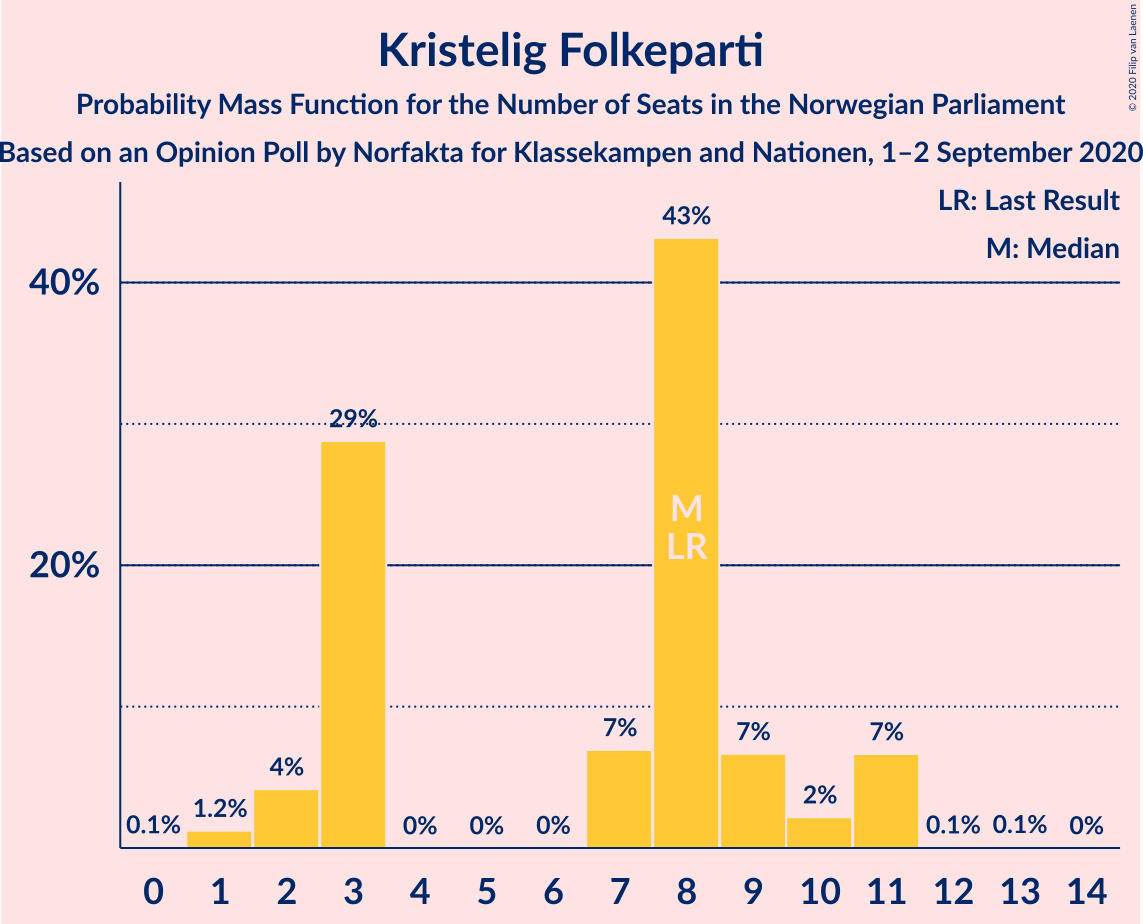 Kristelig Folkeparti
Probability Mass Function for the Number of Seats in the Norwegian Parliament
Based on an Opinion Poll by Norfakta for Klassekampen and Nationen, 1–2 September 2020
© 2020 Filip van Laenen
LR: Last Result
M: Median
40%
20%
0.1%
1.2%
4%
29%
0%
0%
0%
7%
43%
M
LR
7%
2%
7%
0.1%
0.1%
0%
0 1 2 3 4 5 6 7 8 9 10 11 12 13 14